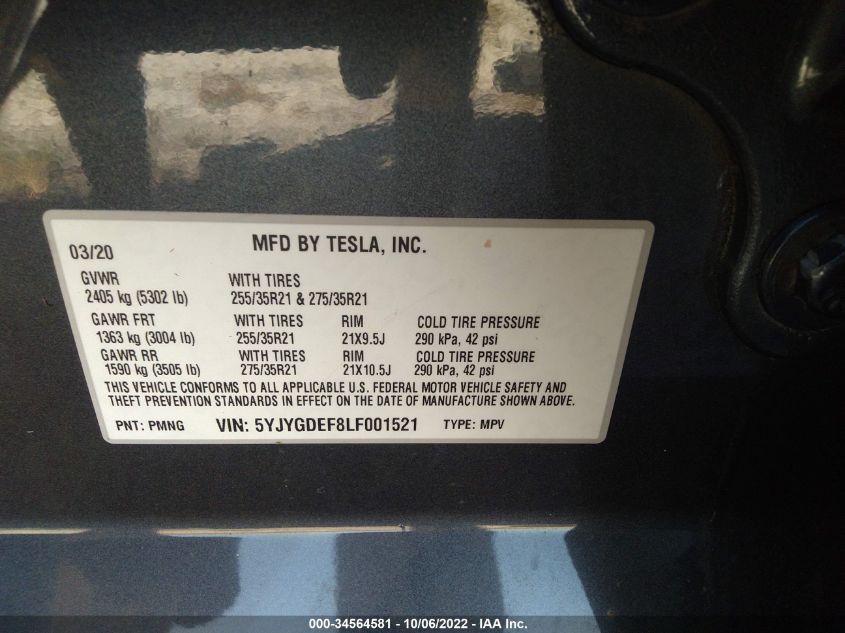 03/20 MFD BY TESLA, INC.
GVWR WITH TIRES
2405 kg (5302 lb) 255/35R21 & 275/35R21
GAWR FRT WITH TIRES RIM COLD TIRE PRESSURE
1363 kg (3004 lb) 255/35R21 21X9.5J 290 kPa, 42 psi
GAWR RR WITH TIRES RIM COLD TIRE PRESSURE
1590 kg (3505 lb) 275/35R21 21X10.5J 290 kPa, 42 psi
THIS VEHICLE CONFORMS TO ALL APPLICABLE U.S. FEDERAL MOTOR VEHICLE SAFETY AND
THEFT PREVENTION STANDARDS IN EFFECT ON THE DATE OF MANUFACTURE SHOWN ABOVE.
PNT: PMNG VIN: 5YJYGDEF8LF001521 TYPE: MPV
000-34564581 - 10/06/2022 - IAA Inc.